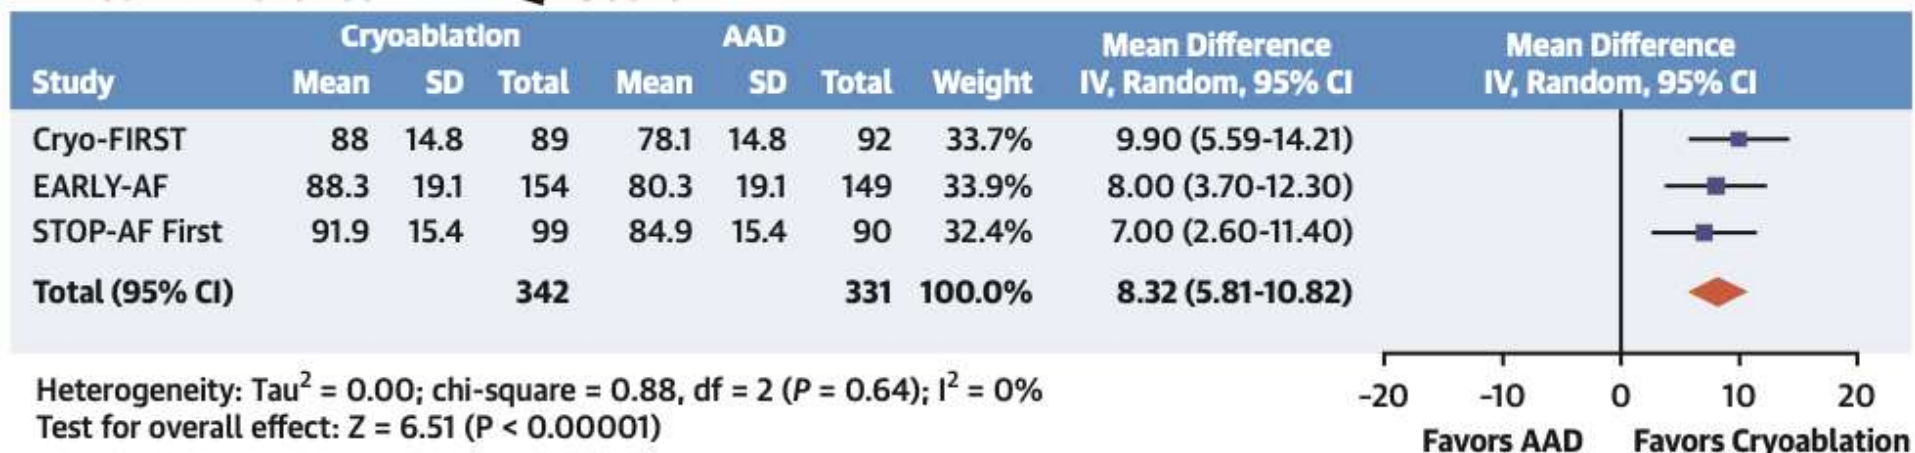 Cryoablation AAD Mean Difference Mean Difference
Study Mean SD Total Mean SD Total Weight IV, Random, 95% CI IV, Random, 95% CI
Cryo-FIRST 88 14.8 89 78.1 14.8 92 33.7% 9.90 (5.59-14.21)
EARLY-AF 88.3 19.1 154 80.3 19.1 149 33.9% 8.00 (3.70-12.30)
STOP-AF First 91.9 15.4 99 84.9 15.4 90 32.4% 7.00 (2.60-11.40)
Total (95% CI) 342 331 100.0% 8.32 (5.81-10.82)
Heterogeneity: Tau² = 0.00; chi-square = 0.88, df = 2 (P = 0.64); I² = 0%
Test for overall effect: Z = 6.51 (P < 0.00001)
-20 -10 0 10 20
Favors AAD Favors Cryoablation